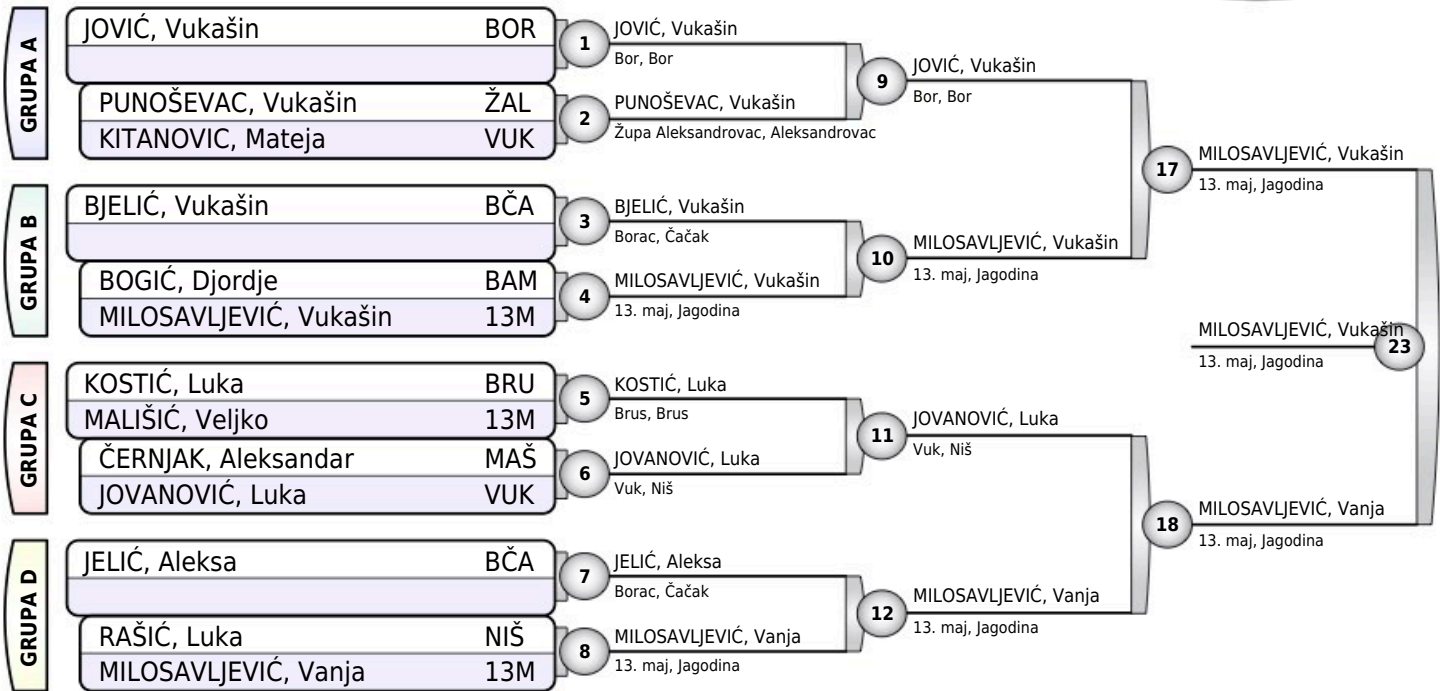 GRUPA A
JOVIĆ, Vukašin BOR
PUNOŠEVAC, Vukašin ŽAL
KITANOVIC, Mateja VUK
GRUPA B
BJELIĆ, Vukašin BČA
BOGIĆ, Djordje BAM
MILOSAVLJEVIĆ, Vukašin 13M
GRUPA C
KOSTIĆ, Luka BRU
MALIŠIĆ, Veljko 13M
ČERNJAK, Aleksandar MAŠ
JOVANOVIĆ, Luka VUK
GRUPA D
JELIĆ, Aleksa BČA
RAŠIĆ, Luka NIŠ
MILOSAVLJEVIĆ, Vanja 13M
1
JOVIĆ, Vukašin
Bor, Bor
2
PUNOŠEVAC, Vukašin
Župa Aleksandrovac, Aleksandrovac
3
BJELIĆ, Vukašin
Borac, Čačak
4
MILOSAVLJEVIĆ, Vukašin
13. maj, Jagodina
5
KOSTIĆ, Luka
Brus, Brus
6
JOVANOVIĆ, Luka
Vuk, Niš
7
JELIĆ, Aleksa
Borac, Čačak
8
MILOSAVLJEVIĆ, Vanja
13. maj, Jagodina
9
JOVIĆ, Vukašin
Bor, Bor
10
MILOSAVLJEVIĆ, Vukašin
13. maj, Jagodina
11
JOVANOVIĆ, Luka
Vuk, Niš
12
MILOSAVLJEVIĆ, Vanja
13. maj, Jagodina
17
MILOSAVLJEVIĆ, Vukašin
13. maj, Jagodina
18
MILOSAVLJEVIĆ, Vanja
13. maj, Jagodina
MILOSAVLJEVIĆ, Vukašin
23
13. maj, Jagodina